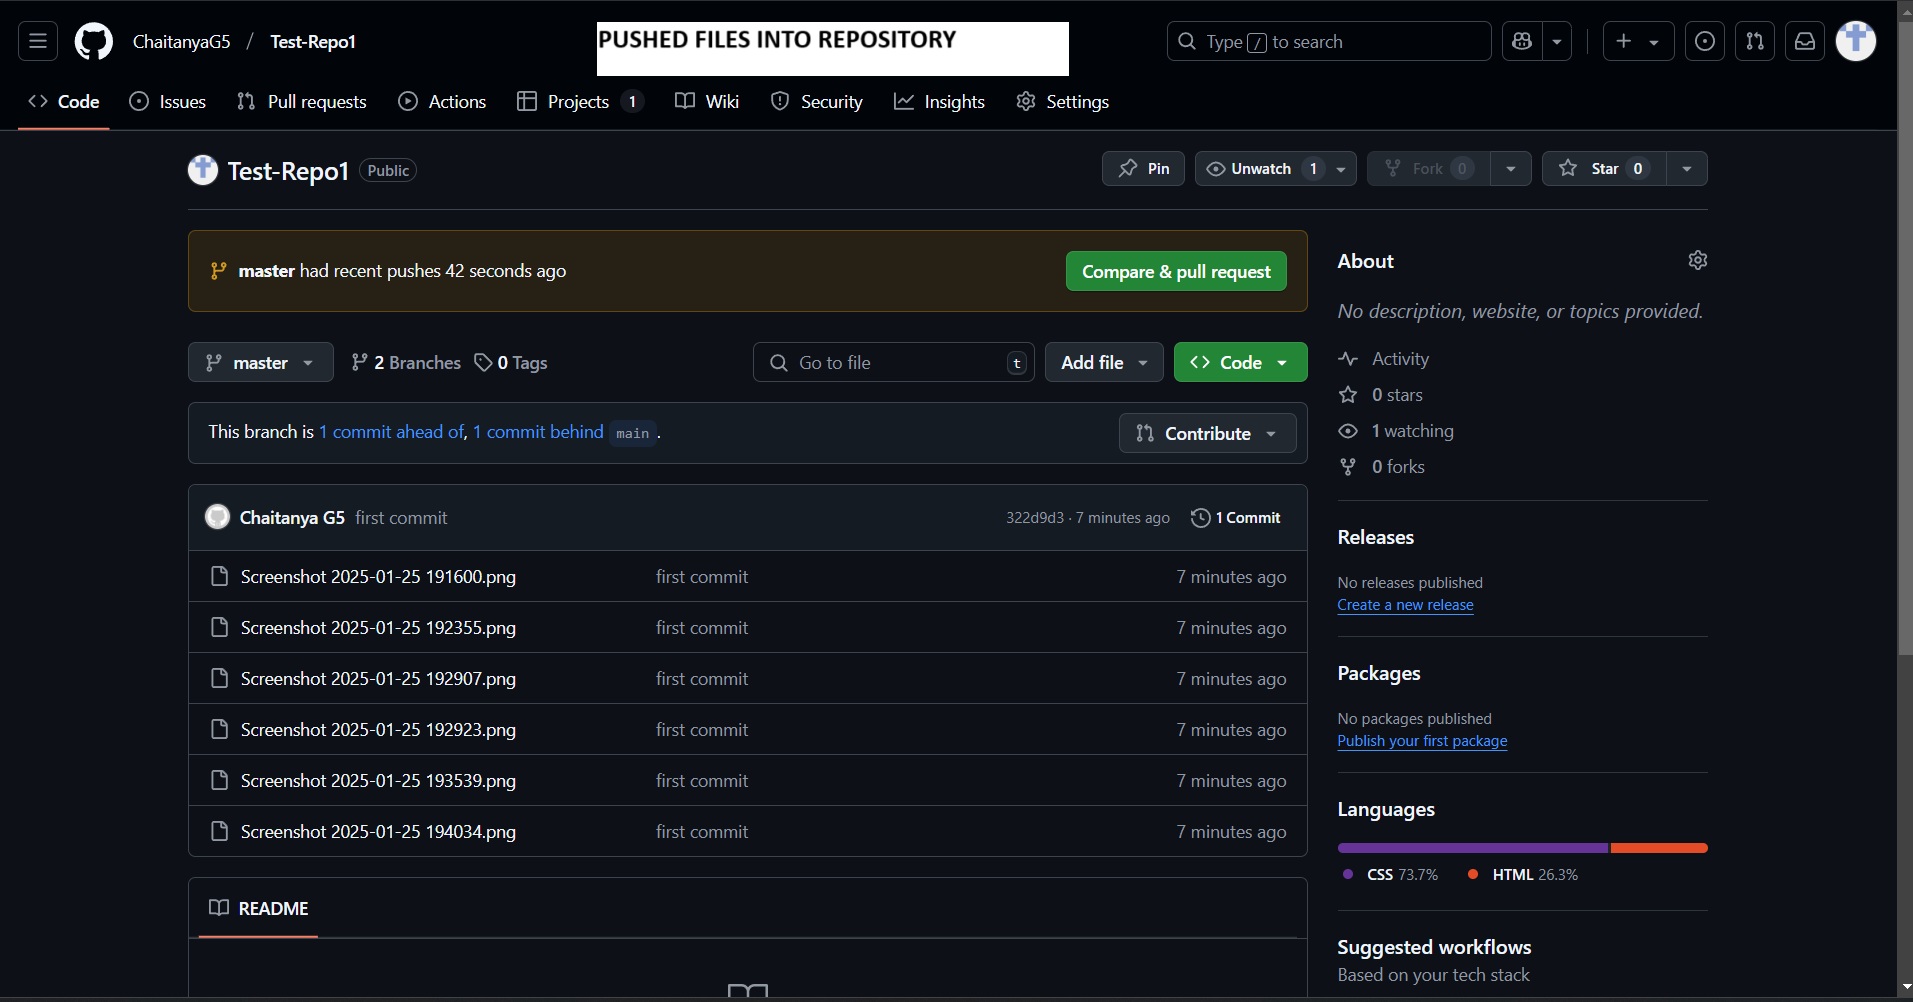 ChaitanyaG5 / Test-Repo1
PUSHED FILES INTO REPOSITORY
Type / to search
Code
Issues
Pull requests
Actions
Projects 1
Wiki
Security
Insights
Settings
Test-Repo1 Public
Pin
Unwatch 1
Fork 0
Star 0
master had recent pushes 42 seconds ago
Compare & pull request
master
2 Branches
0 Tags
Go to file t
Add file
Code
This branch is 1 commit ahead of, 1 commit behind main .
Contribute
Chaitanya G5 first commit
322d9d3 · 7 minutes ago
1 Commit
Screenshot 2025-01-25 191600.png first commit 7 minutes ago
Screenshot 2025-01-25 192355.png first commit 7 minutes ago
Screenshot 2025-01-25 192907.png first commit 7 minutes ago
Screenshot 2025-01-25 192923.png first commit 7 minutes ago
Screenshot 2025-01-25 193539.png first commit 7 minutes ago
Screenshot 2025-01-25 194034.png first commit 7 minutes ago
README
About
No description, website, or topics provided.
Activity
0 stars
1 watching
0 forks
Releases
No releases published
Create a new release
Packages
No packages published
Publish your first package
Languages
CSS 73.7% HTML 26.3%
Suggested workflows
Based on your tech stack